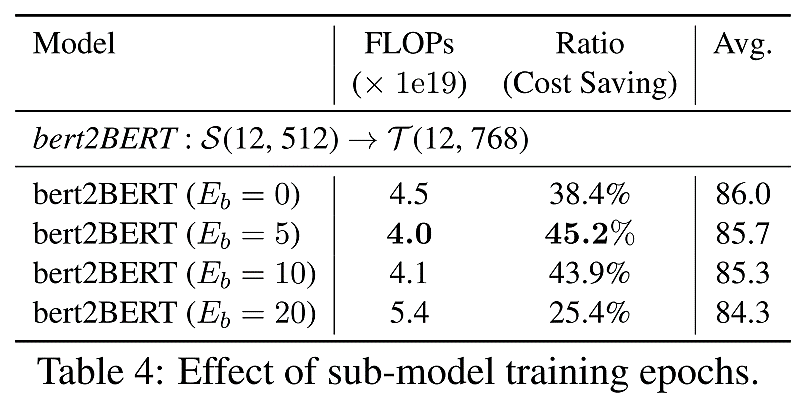 Model FLOPs Ratio Avg.
(× 1e19) (Cost Saving)
bert2BERT : 𝒮(12, 512) → 𝒯(12, 768)
bert2BERT (E_b = 0) 4.5 38.4% 86.0
bert2BERT (E_b = 5) 4.0 45.2% 85.7
bert2BERT (E_b = 10) 4.1 43.9% 85.3
bert2BERT (E_b = 20) 5.4 25.4% 84.3
Table 4: Effect of sub-model training epochs.